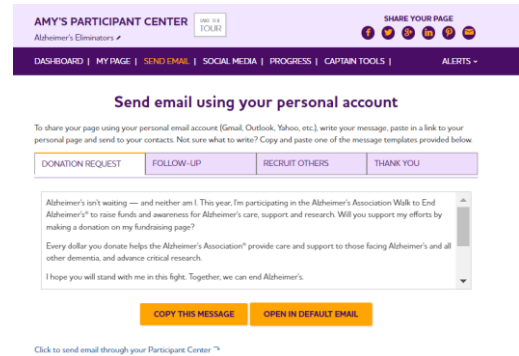 AMY'S PARTICIPANT CENTER
TOUR
SHARE YOUR PAGE
Alzheimer's Eliminators
DASHBOARD | MY PAGE | SEND EMAIL | SOCIAL MEDIA | PROGRESS | CAPTAIN TOOLS | ALERTS
Send email using your personal account
To share your page using your personal email account (Gmail, Outlook, Yahoo, etc.), write your message, paste in a link to your
personal page and send to your contacts. Not sure what to write? Copy and paste one of the message templates provided below.
DONATION REQUEST FOLLOW-UP RECRUIT OTHERS THANK YOU
Alzheimer's isn't waiting — and neither am I. This year, I'm participating in the Alzheimer's Association Walk to End
Alzheimer's® to raise funds and awareness for Alzheimer's care, support and research. Will you support my efforts by
making a donation on my fundraising page?
Every dollar you donate helps the Alzheimer's Association® provide care and support to those facing Alzheimer's and all
other dementia, and advance critical research.
I hope you will stand with me in this fight. Together, we can end Alzheimer's.
COPY THIS MESSAGE OPEN IN DEFAULT EMAIL
Click to send email through your Participant Center